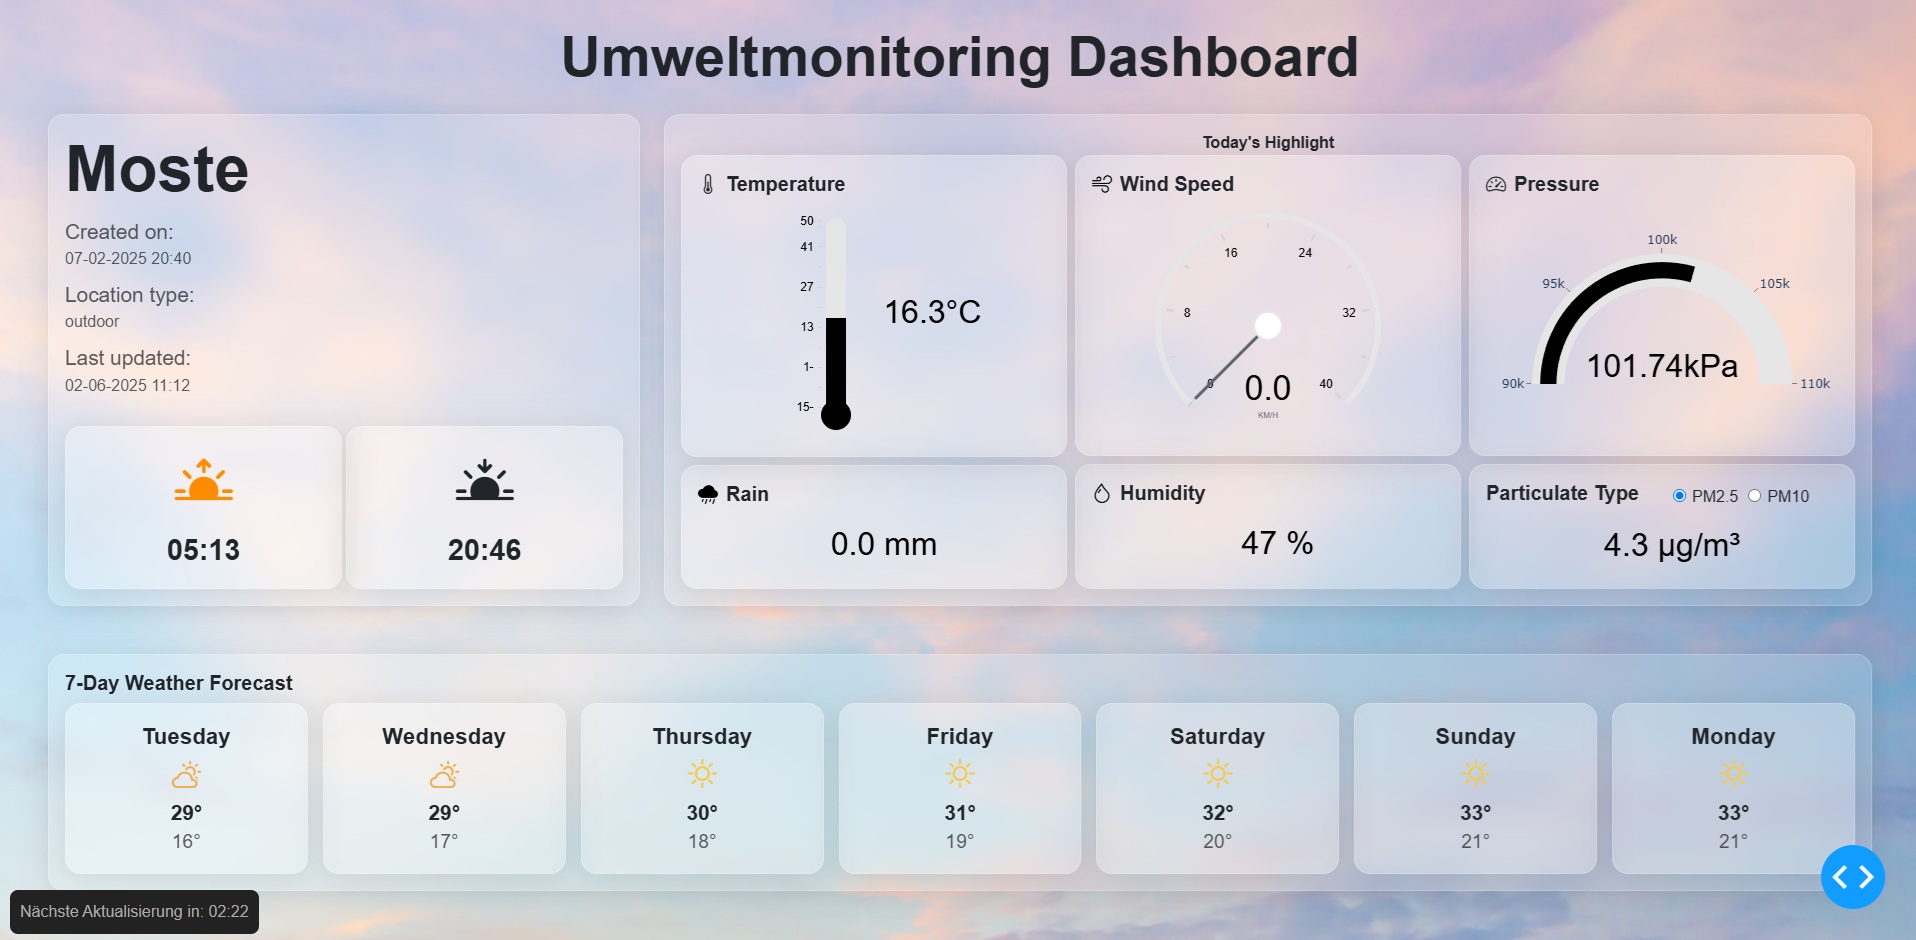 Umweltmonitoring Dashboard
Moste
Created on:
07-02-2025 20:40
Location type:
outdoor
Last updated:
02-06-2025 11:12
05:13
20:46
Today's Highlight
Temperature
50
41
27
13
1-
15-
16.3°C
Wind Speed
0
8
16
24
32
40
0.0
KM/H
Pressure
90k
95k
100k
105k
110k
101.74kPa
Rain
0.0 mm
Humidity
47 %
Particulate Type
PM2.5
PM10
4.3 µg/m³
7-Day Weather Forecast
Tuesday
29°
16°
Wednesday
29°
17°
Thursday
30°
18°
Friday
31°
19°
Saturday
32°
20°
Sunday
33°
21°
Monday
33°
21°
Nächste Aktualisierung in: 02:22